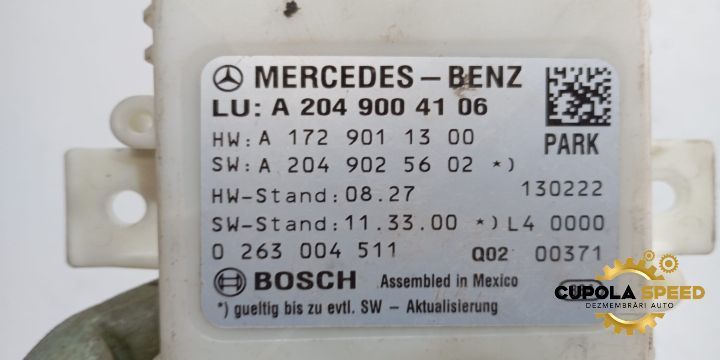 MERCEDES-BENZ
LU: A 204 900 41 06
HW: A 172 901 13 00
PARK
SW: A 204 902 56 02 *)
HW-Stand: 08.27 130222
SW-Stand: 11.33.00 *) L4 0000
0 263 004 511 Q02 00371
BOSCH Assembled in Mexico
*) gueltig bis zu evtl. SW - Aktualisierung
CUPOLA SPEED
DEZMEMBRĂRI AUTO